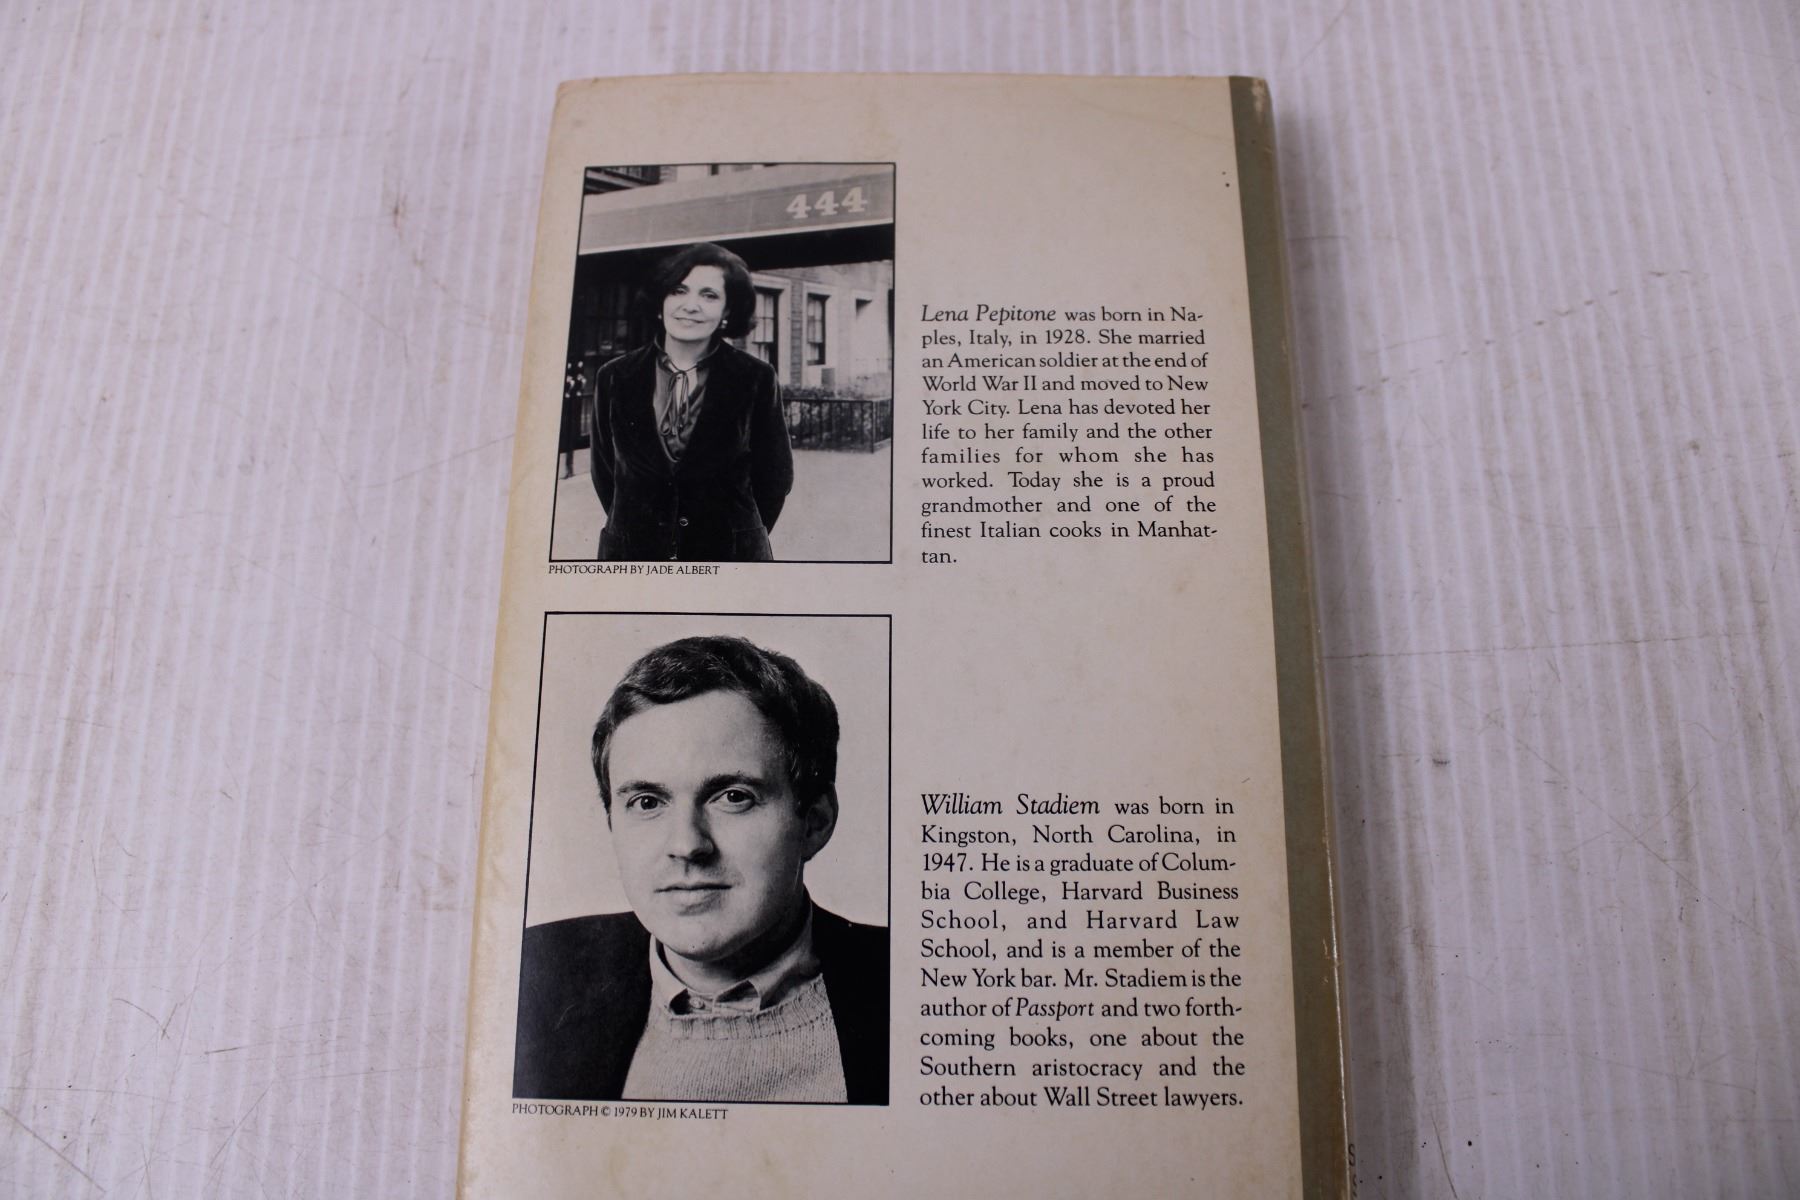 444
Lena Pepitone was born in Na-
ples, Italy, in 1928. She married
an American soldier at the end of
World War II and moved to New
York City. Lena has devoted her
life to her family and the other
families for whom she has
worked. Today she is a proud
grandmother and one of the
finest Italian cooks in Manhat-
tan.
PHOTOGRAPH BY JADE ALBERT
William Stadiem was born in
Kingston, North Carolina, in
1947. He is a graduate of Colum-
bia College, Harvard Business
School, and Harvard Law
School, and is a member of the
New York bar. Mr. Stadiem is the
author of Passport and two forth-
coming books, one about the
Southern aristocracy and the
other about Wall Street lawyers.
PHOTOGRAPH © 1979 BY JIM KALETT